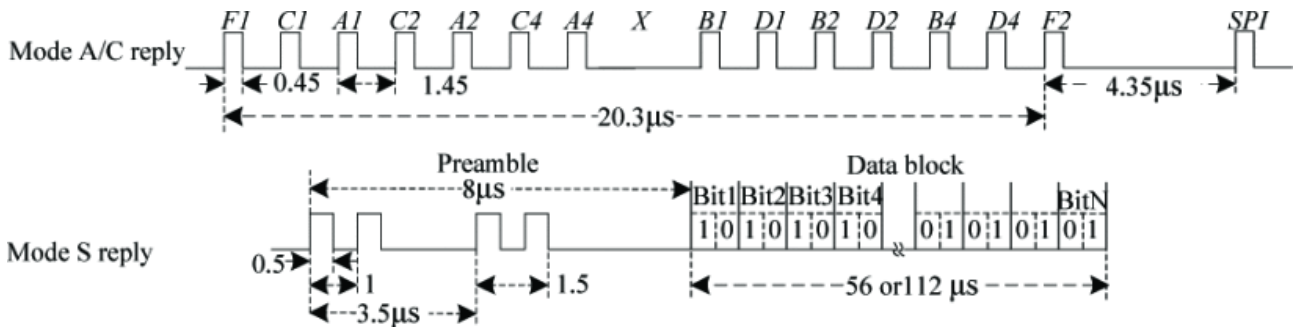 F1 C1 A1 C2 A2 C4 A4 X B1 D1 B2 D2 B4 D4 F2 SPI
Mode A/C reply
0.45 1.45 4.35μs
20.3μs
Preamble Data block
8μs
Bit1 Bit2 Bit3 Bit4 BitN
1 0 1 0 1 0 1 0 0 1 0 1 0 1 0 1
Mode S reply
0.5
1 1.5 56 or112 μs
3.5μs